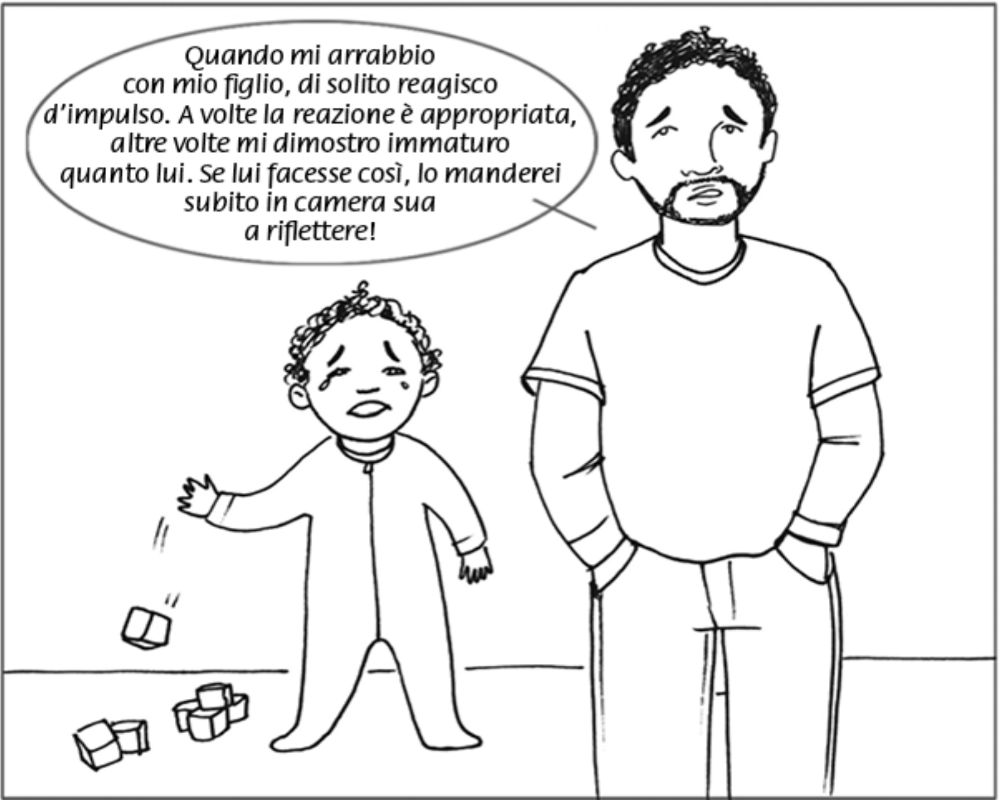 Quando mi arrabbio
con mio figlio, di solito reagisco
d'impulso. A volte la reazione è appropriata,
altre volte mi dimostro immaturo
quanto lui. Se lui facesse così, lo manderei
subito in camera sua
a riflettere!